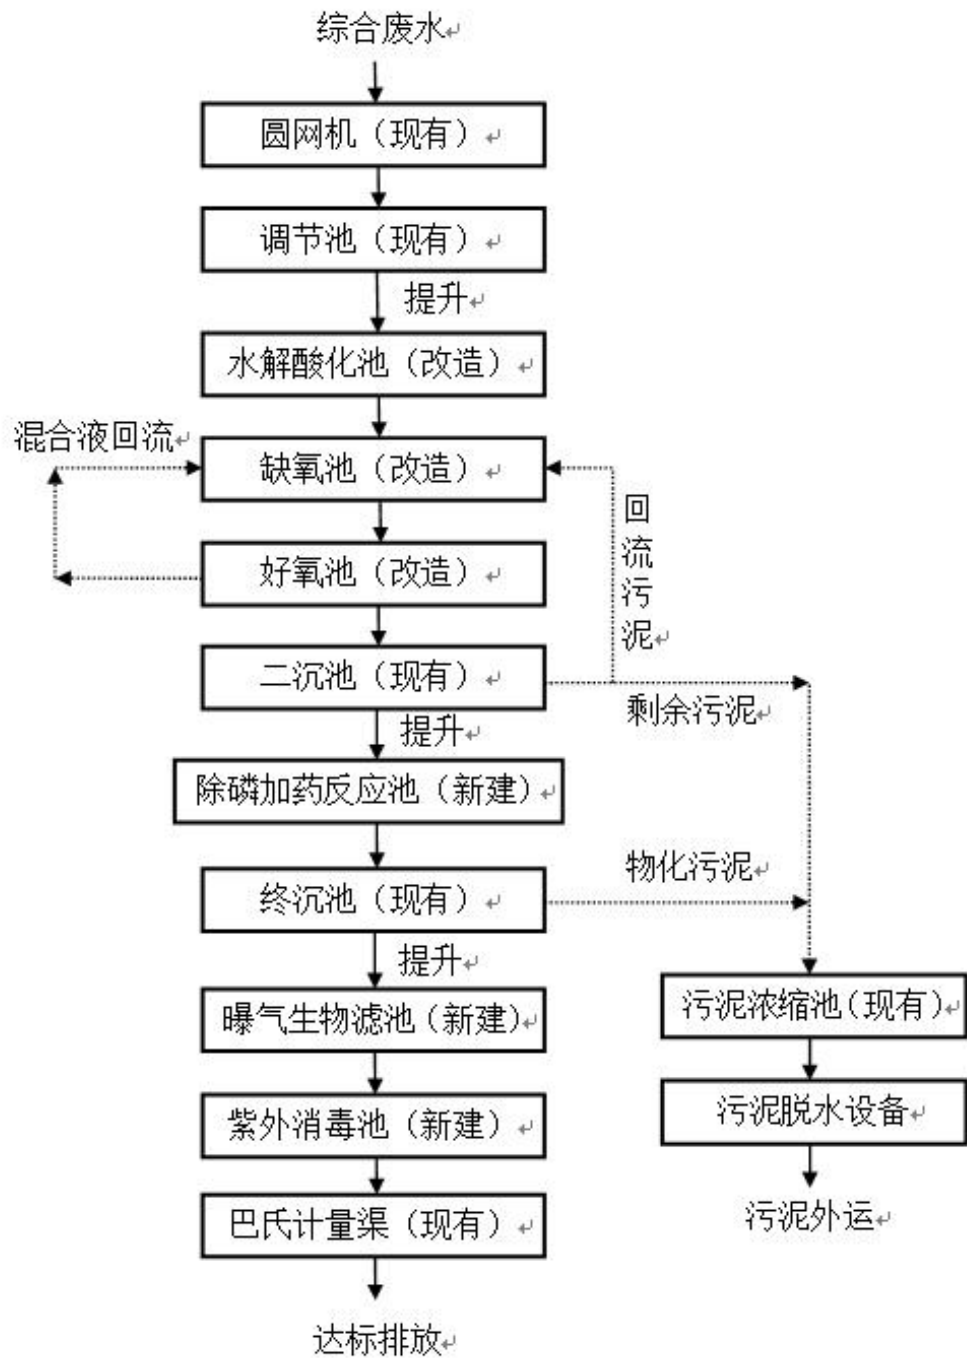 综合废水
圆网机（现有）
调节池（现有）
提升
水解酸化池（改造）
混合液回流
缺氧池（改造）
回流污泥
好氧池（改造）
二沉池（现有）
剩余污泥
提升
除磷加药反应池（新建）
物化污泥
终沉池（现有）
提升
曝气生物滤池（新建）
污泥浓缩池（现有）
紫外消毒池（新建）
污泥脱水设备
巴氏计量渠（现有）
污泥外运
达标排放